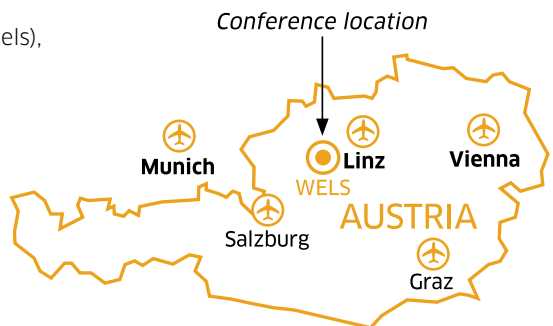 Conference location
els),
Munich
Linz
Vienna
WELS
AUSTRIA
Salzburg
Graz